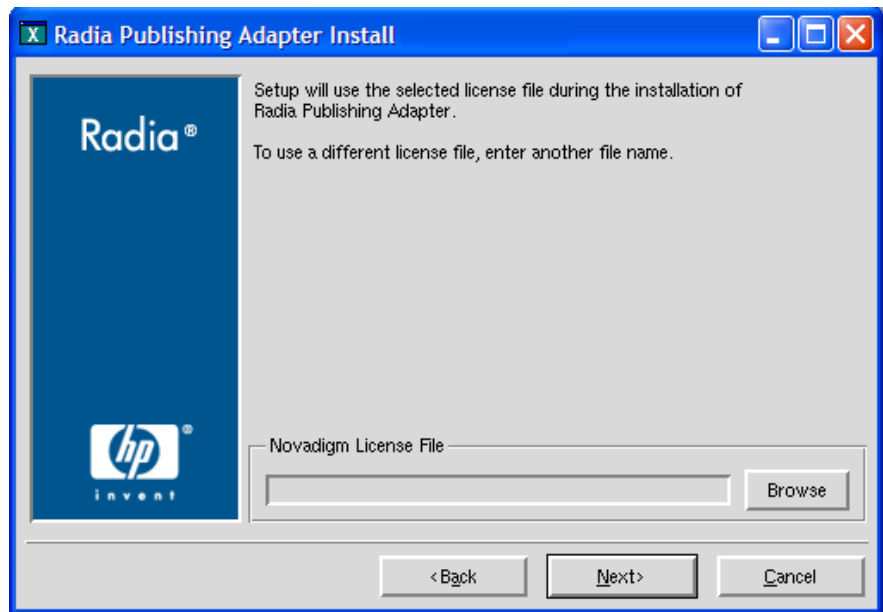 X Radia Publishing Adapter Install
Setup will use the selected license file during the installation of
Radia Publishing Adapter.
To use a different license file, enter another file name.
Radia®
hp®
invent
Novadigm License File
Browse
<Back
Next>
Cancel